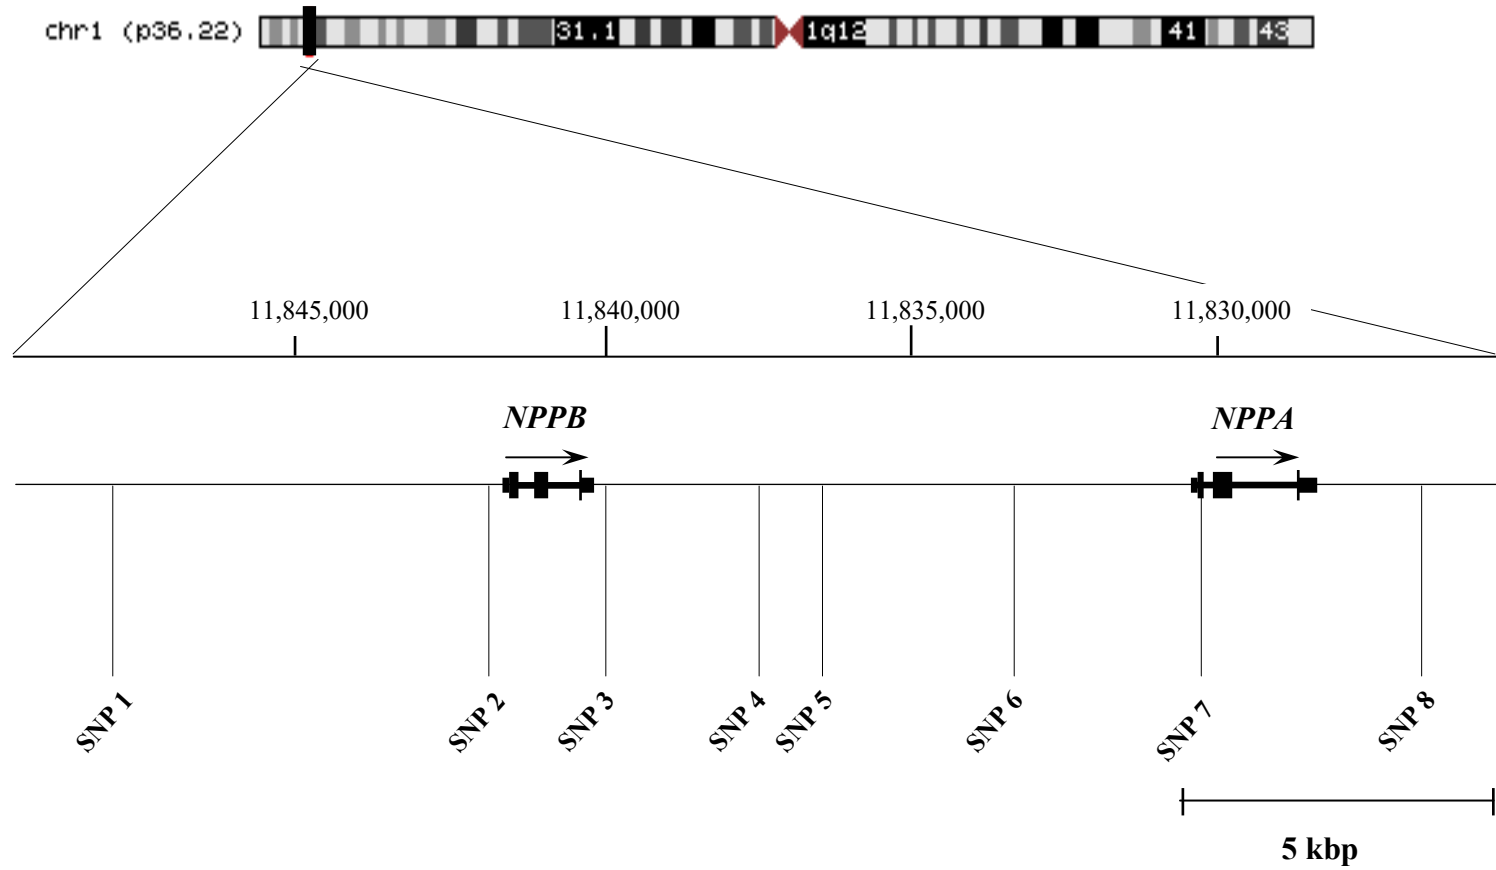 chr1 (p36.22) 31.1 1q12 41 43
11,845,000 11,840,000 11,835,000 11,830,000
NPPB NPPA
SNP 1 SNP 2 SNP 3 SNP 4 SNP 5 SNP 6 SNP 7 SNP 8
5 kbp